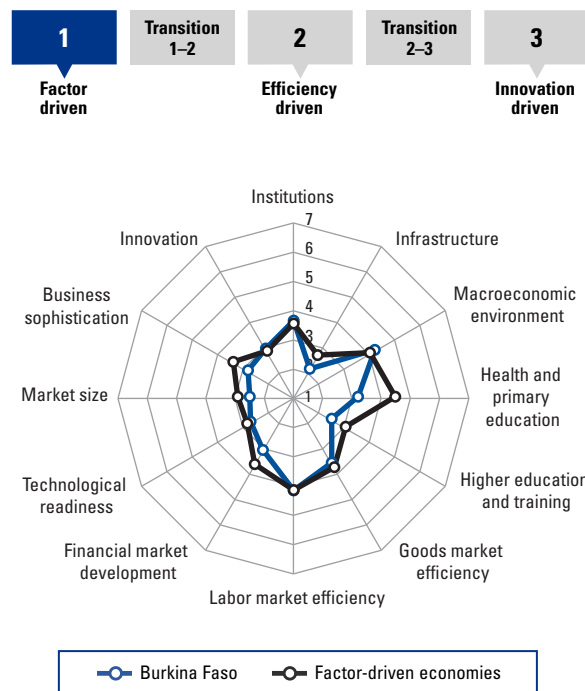 1
Transition
1–2
2
Transition
2–3
3
Factor
driven
Efficiency
driven
Innovation
driven
Institutions
7
Innovation
Infrastructure
6
5
Business
sophistication
Macroeconomic
environment
4
3
2
Market size
1
Health and
primary
education
Technological
readiness
Higher education
and training
Financial market
development
Goods market
efficiency
Labor market efficiency
Burkina Faso
Factor-driven economies